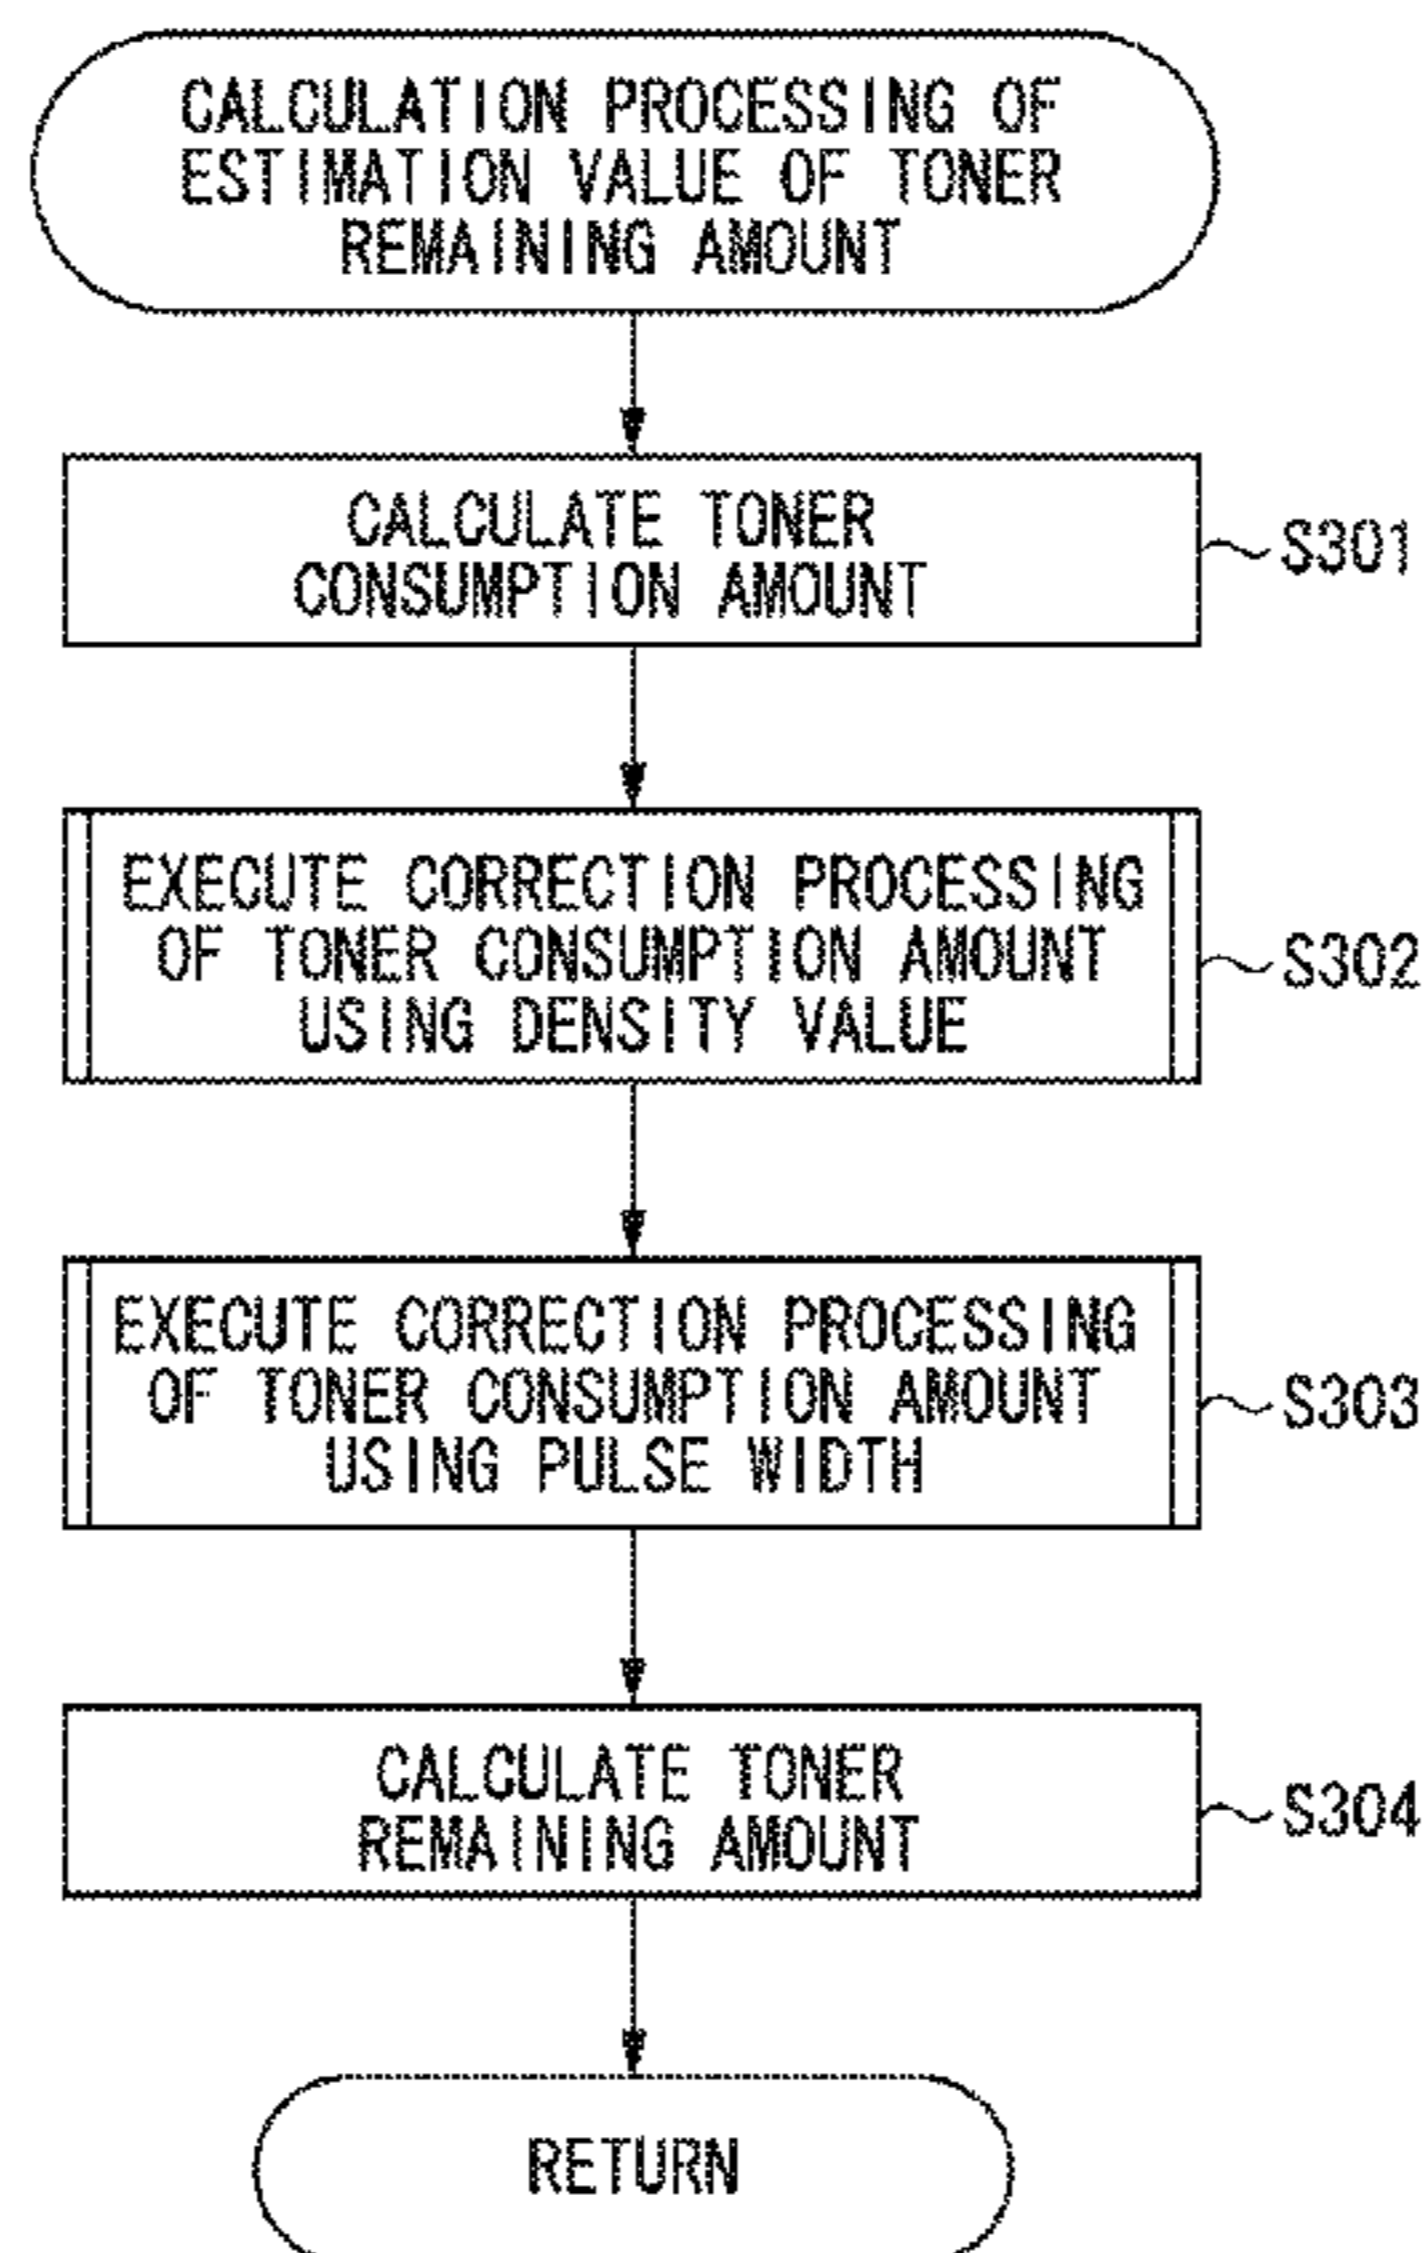 CALCULATION PROCESSING OF
ESTIMATION VALUE OF TONER
REMAINING AMOUNT
CALCULATE TONER
CONSUMPTION AMOUNT
S301
EXECUTE CORRECTION PROCESSING
OF TONER CONSUMPTION AMOUNT
USING DENSITY VALUE
S302
EXECUTE CORRECTION PROCESSING
OF TONER CONSUMPTION AMOUNT
USING PULSE WIDTH
S303
CALCULATE TONER
REMAINING AMOUNT
S304
RETURN